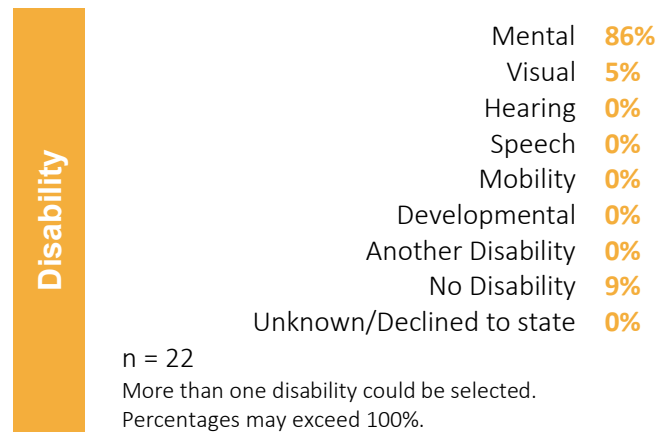 Disability
Mental 86%
Visual 5%
Hearing 0%
Speech 0%
Mobility 0%
Developmental 0%
Another Disability 0%
No Disability 9%
Unknown/Declined to state 0%
n = 22
More than one disability could be selected.
Percentages may exceed 100%.